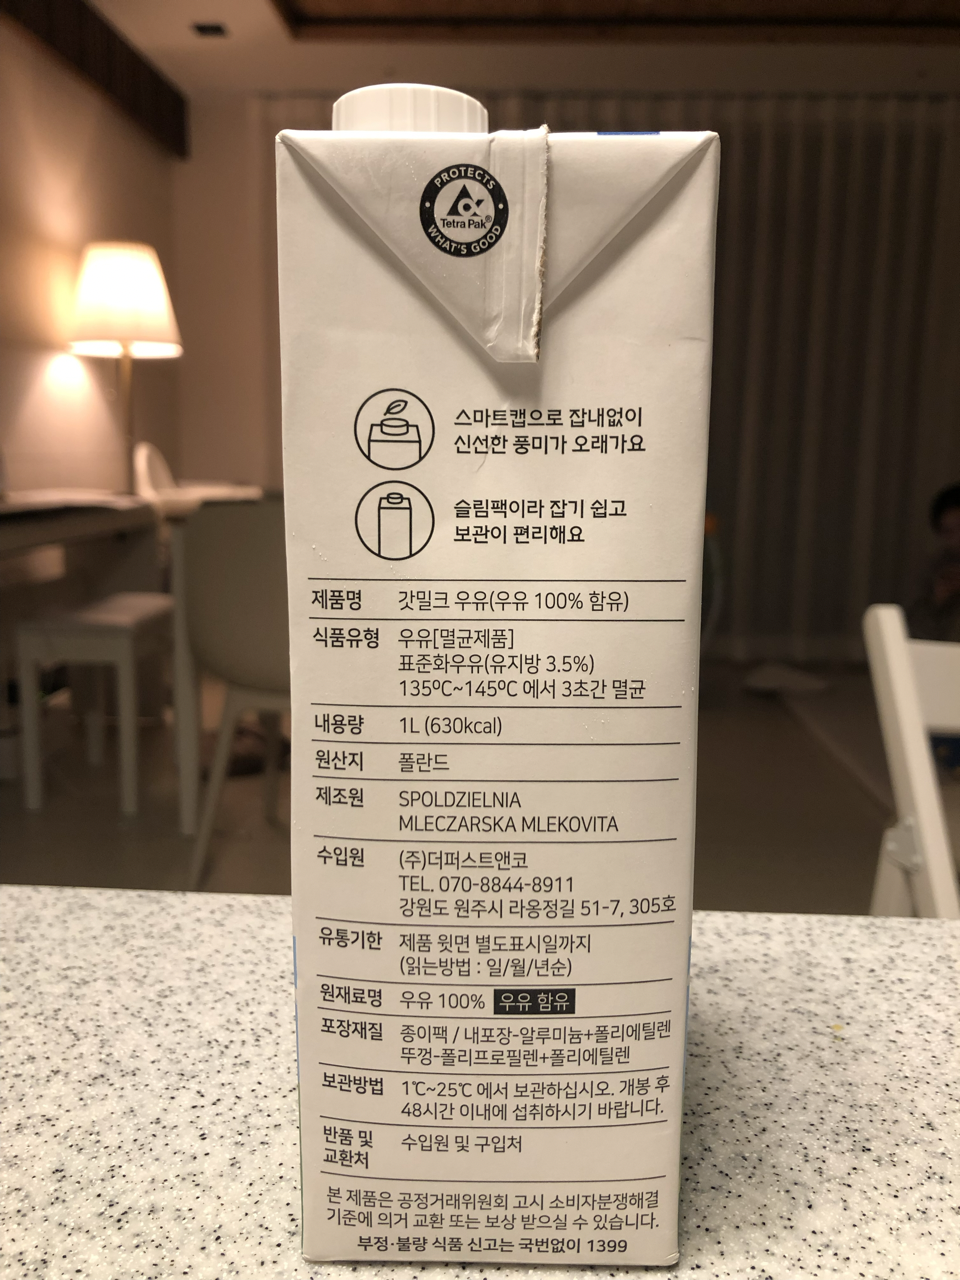 PROTECTS
Tetra Pak®
WHAT'S GOOD
스마트캡으로 잡내없이
신선한 풍미가 오래가요
슬림팩이라 잡기 쉽고
보관이 편리해요
제품명 갓밀크 우유(우유 100% 함유)
식품유형 우유[멸균제품]
표준화우유(유지방 3.5%)
135ºC~145ºC 에서 3초간 멸균
내용량 1L (630kcal)
원산지 폴란드
제조원 SPOLDZIELNIA
MLECZARSKA MLEKOVITA
수입원 (주)더퍼스트앤코
TEL. 070-8844-8911
강원도 원주시 라옹정길 51-7, 305호
유통기한 제품 윗면 별도표시일까지
(읽는방법 : 일/월/년순)
원재료명 우유 100% 우유 함유
포장재질 종이팩 / 내포장-알루미늄+폴리에틸렌
뚜껑-폴리프로필렌+폴리에틸렌
보관방법 1℃~25℃ 에서 보관하십시오. 개봉 후
48시간 이내에 섭취하시기 바랍니다.
반품 및 수입원 및 구입처
교환처
본 제품은 공정거래위원회 고시 소비자분쟁해결
기준에 의거 교환 또는 보상 받으실 수 있습니다.
부정·불량 식품 신고는 국번없이 1399